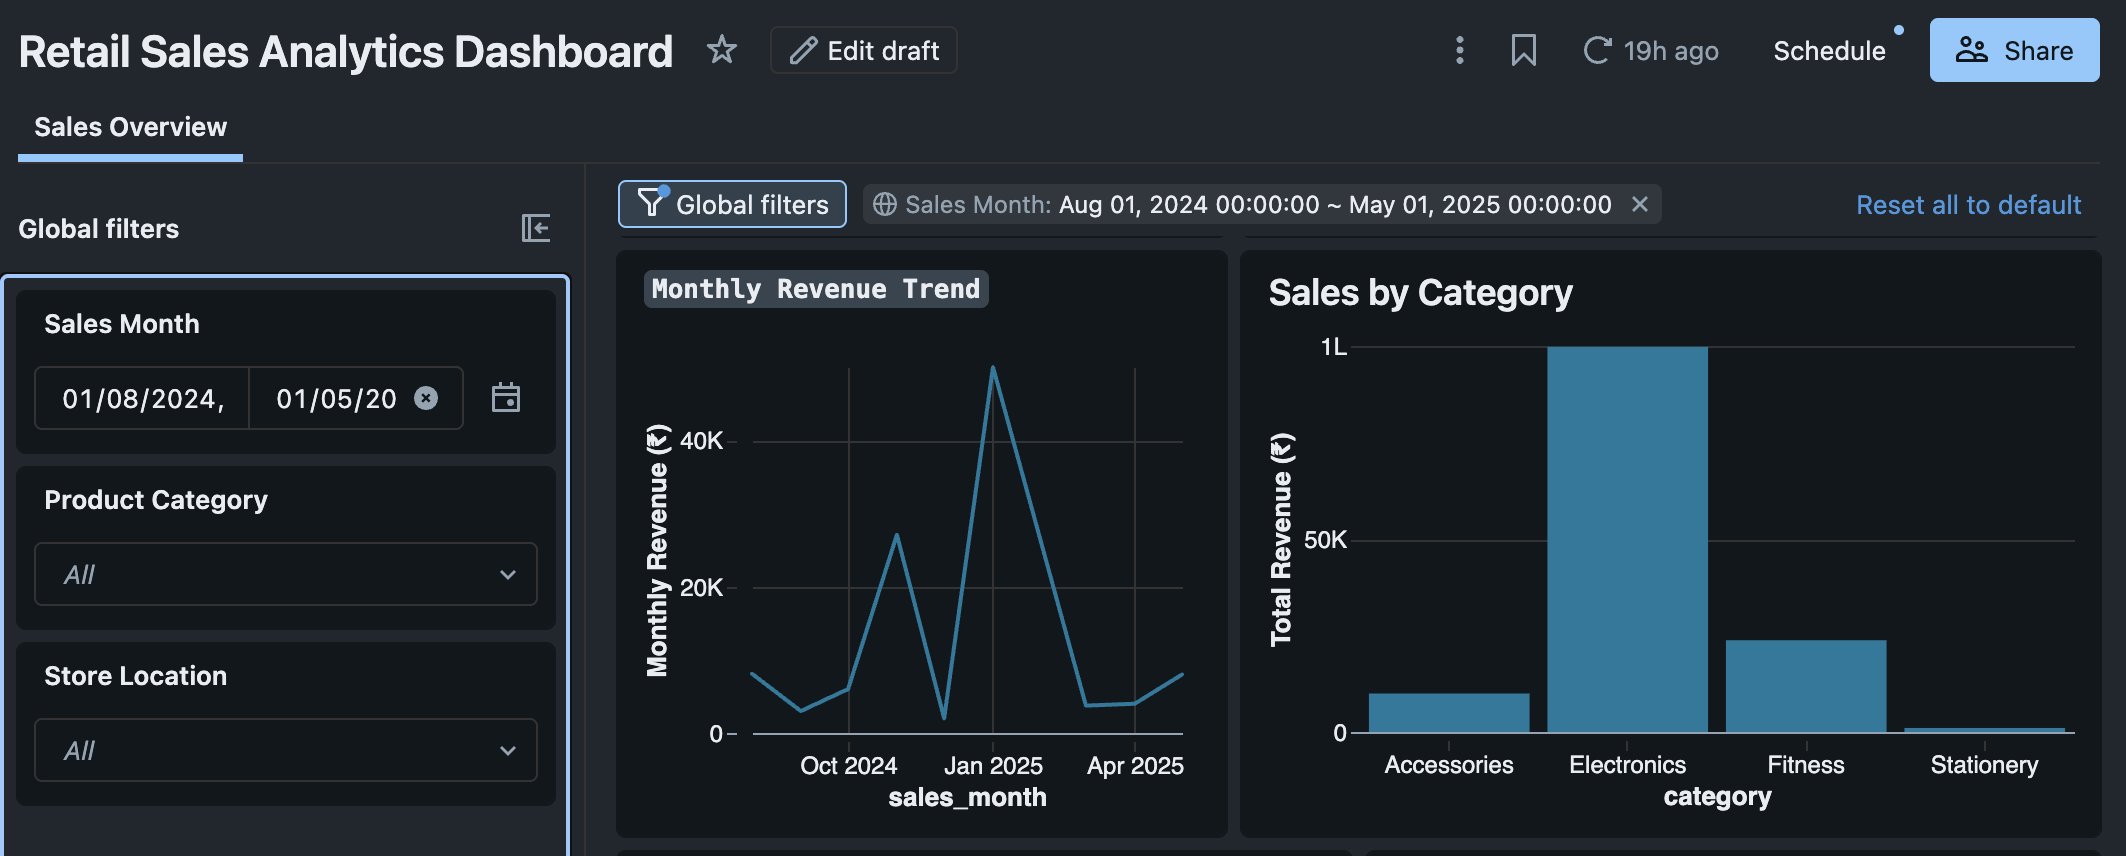 Retail Sales Analytics Dashboard
Edit draft
19h ago
Schedule
Share
Sales Overview
Global filters
Sales Month
01/08/2024,
01/05/20
Product Category
All
Store Location
All
Global filters
Sales Month: Aug 01, 2024 00:00:00 ~ May 01, 2025 00:00:00
Reset all to default
Monthly Revenue Trend
Monthly Revenue (₹)
40K
20K
0
Oct 2024
Jan 2025
Apr 2025
sales_month
Sales by Category
Total Revenue (₹)
1L
50K
0
Accessories
Electronics
Fitness
Stationery
category